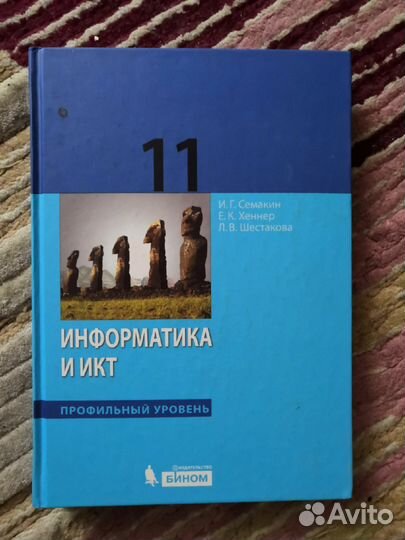 11
И. Г. Семакин
Е. К. Хеннер
Л. В. Шестакова
ИНФОРМАТИКА
И ИКТ
ПРОФИЛЬНЫЙ УРОВЕНЬ
ИЗДАТЕЛЬСТВО
БИНОМ
Avito